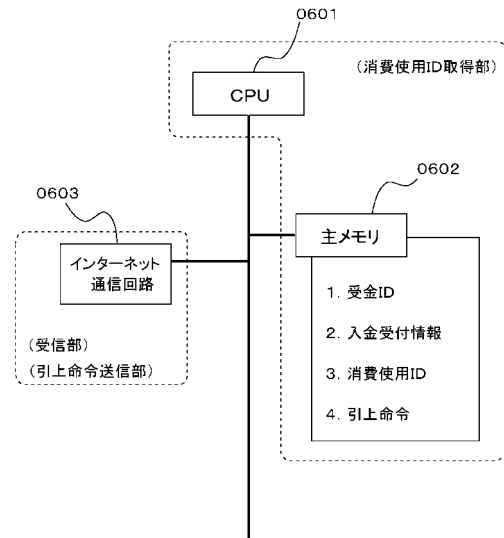 0601
CPU
(消費使用ID取得部)
0603
0602
インターネット
通信回路
主メモリ
1. 受金ID
2. 入金受付情報
3. 消費使用ID
4. 引上命令
(受信部)
(引上命令送信部)